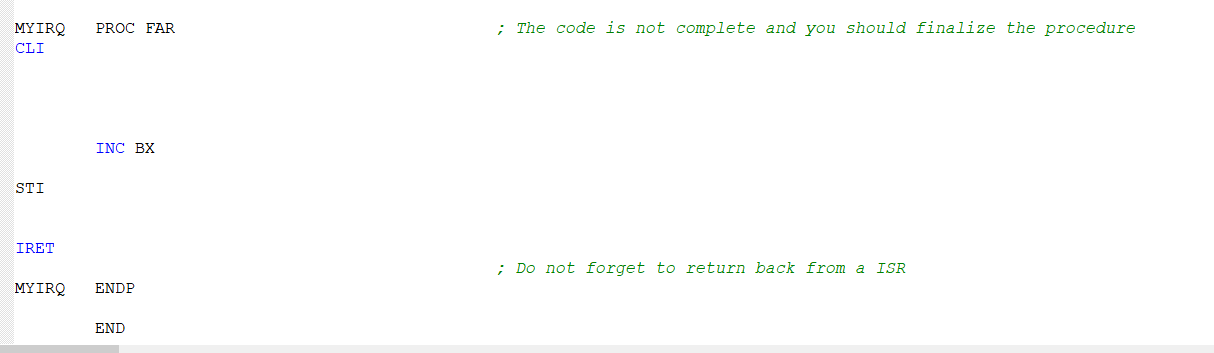 MYIRQ PROC FAR ; The code is not complete and you should finalize the procedure
CLI
INC BX
STI
IRET
; Do not forget to return back from a ISR
MYIRQ ENDP
END